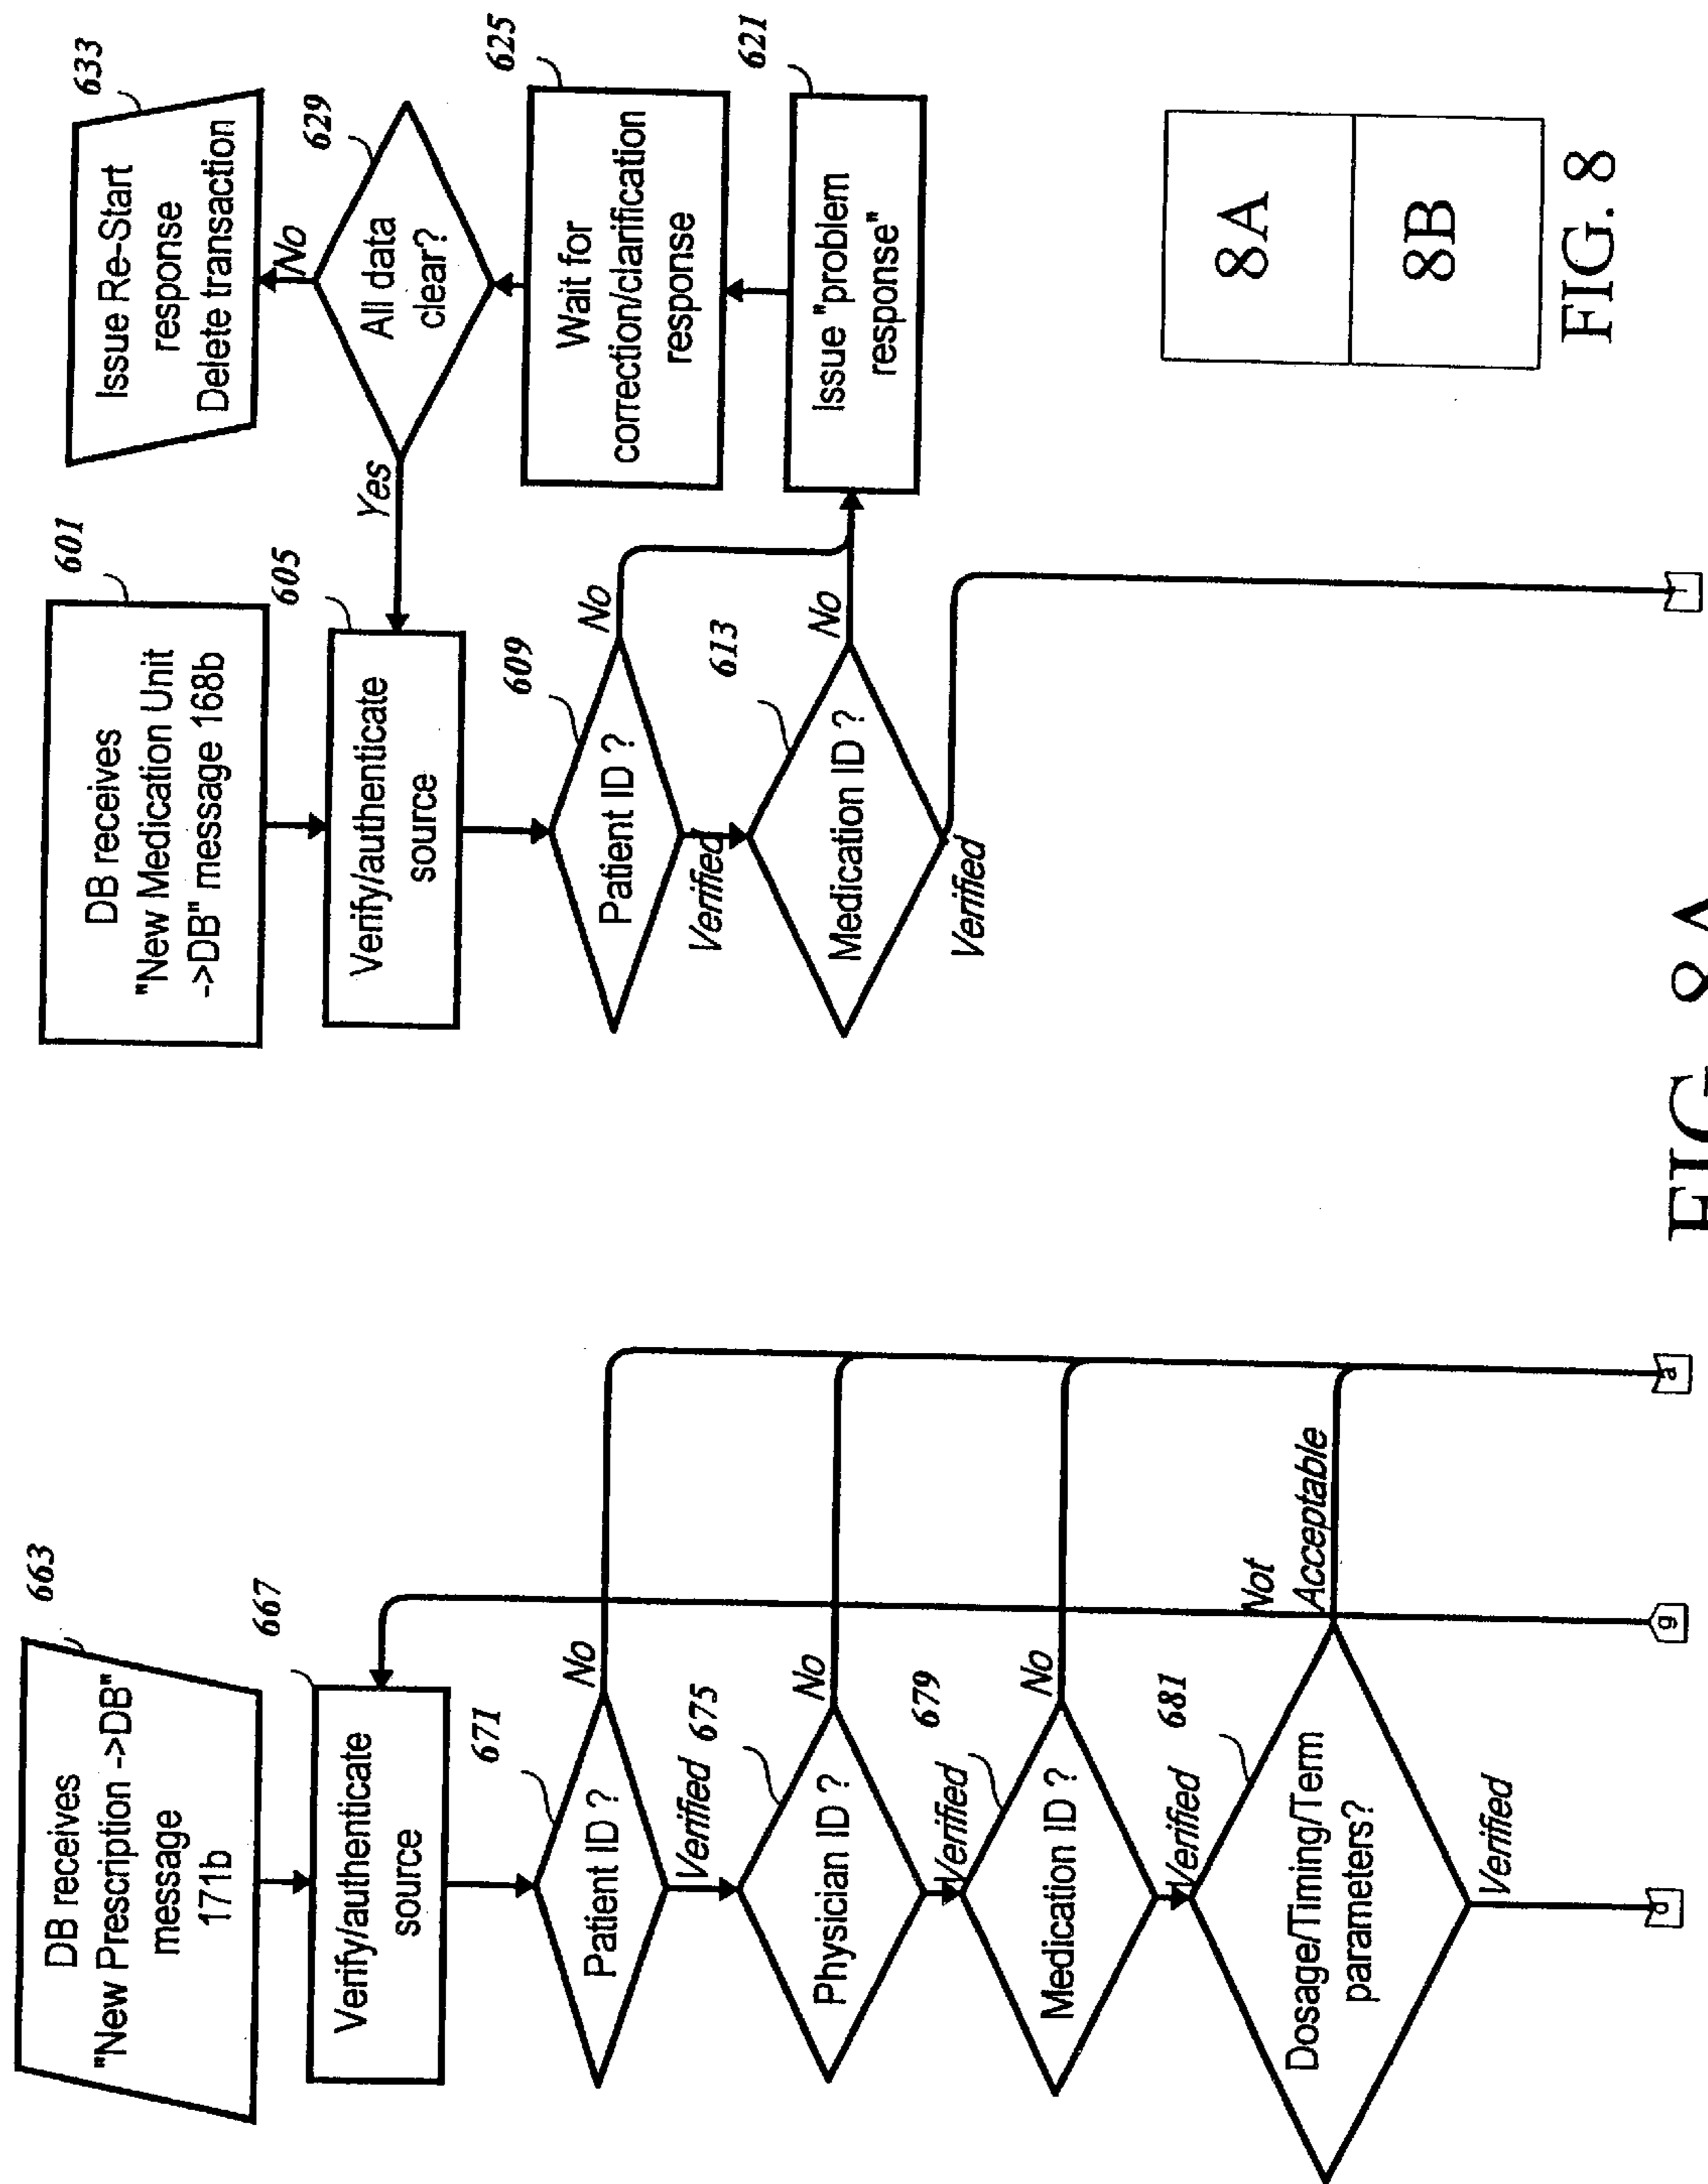 663
DB receives
"New Prescription ->DB"
message
171b
667
Verify/authenticate
source
671
Patient ID ?
No
Verified
675
Physician ID ?
No
Verified
679
Medication ID ?
No
Verified
681
Dosage/Timing/Term
parameters?
Not
Acceptable
Verified
d
g
a
601
DB receives
"New Medication Unit
->DB" message 168b
605
Verify/authenticate
source
609
Patient ID ?
No
Verified
613
Medication ID ?
No
Verified
633
Issue Re-Start
response
Delete transaction
629
No
All data
clear?
Yes
625
Wait for
correction/clarification
response
621
Issue "problem
response"
8A
8B
FIG. 8